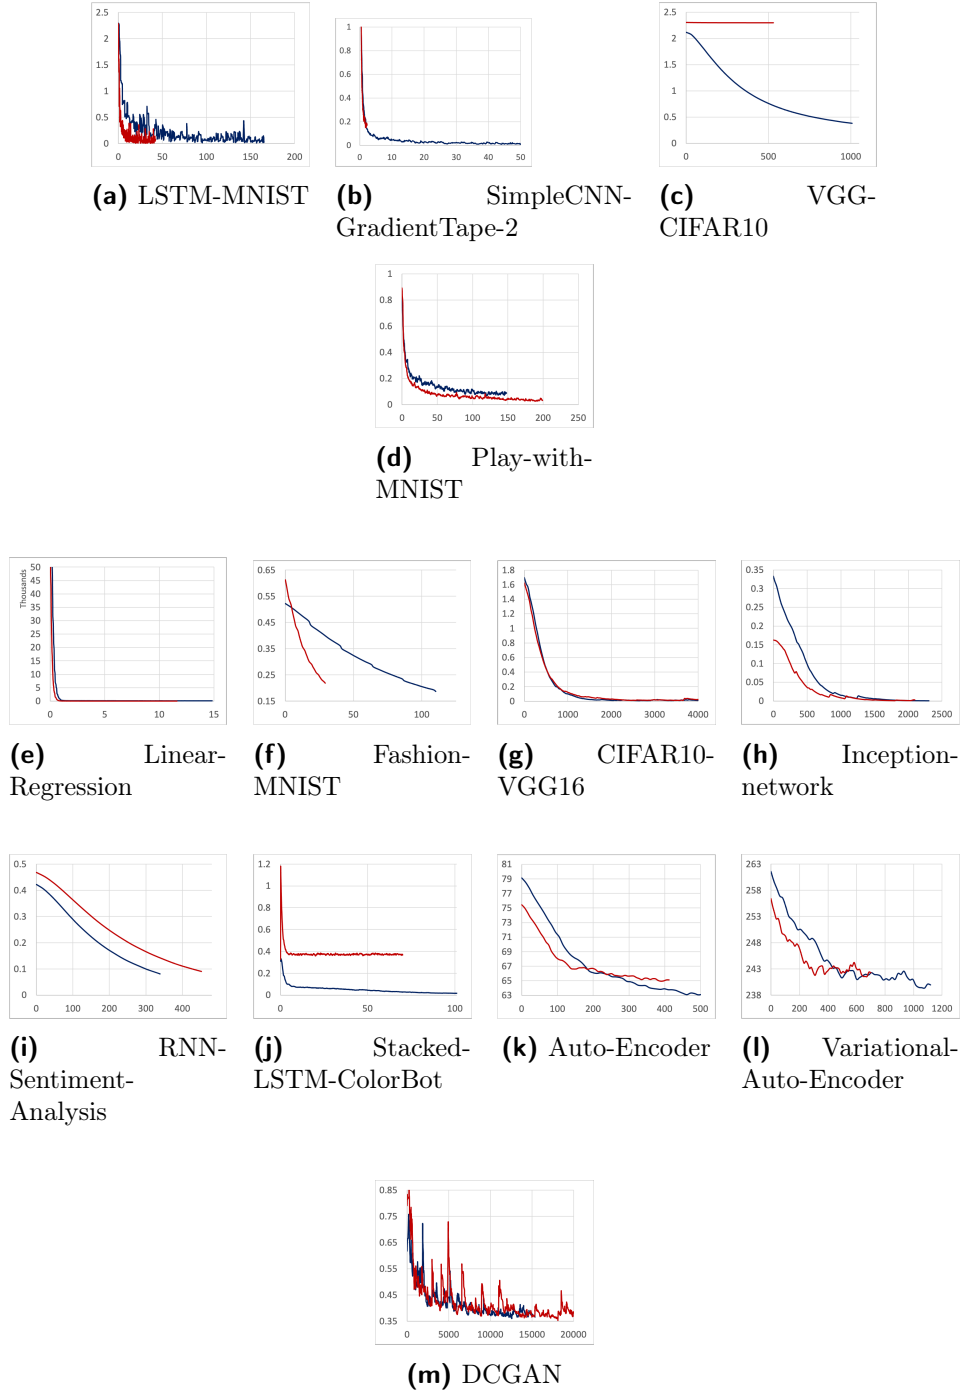 2.5
2
1.5
1
0.5
0
0 50 100 150 200
1
0.8
0.6
0.4
0.2
0
0 10 20 30 40 50
2.5
2
1.5
1
0.5
0
0 500 1000
(a) LSTM-MNIST
(b) SimpleCNN-
GradientTape-2
(c) VGG-
CIFAR10
1
0.8
0.6
0.4
0.2
0
0 50 100 150 200 250
(d) Play-with-
MNIST
Thousands
50
45
40
35
30
25
20
15
10
5
0
0 5 10 15
0.65
0.55
0.45
0.35
0.25
0.15
0 50 100
1.8
1.6
1.4
1.2
1
0.8
0.6
0.4
0.2
0
0 1000 2000 3000 4000
0.35
0.3
0.25
0.2
0.15
0.1
0.05
0
0 500 1000 1500 2000 2500
(e) Linear-
Regression
(f) Fashion-
MNIST
(g) CIFAR10-
VGG16
(h) Inception-
network
0.5
0.4
0.3
0.2
0.1
0
0 100 200 300 400
1.2
1
0.8
0.6
0.4
0.2
0
0 50 100
81
79
77
75
73
71
69
67
65
63
0 100 200 300 400 500
263
258
253
248
243
238
0 200 400 600 800 1000 1200
(i) RNN-
Sentiment-
Analysis
(j) Stacked-
LSTM-ColorBot
(k) Auto-Encoder
(l) Variational-
Auto-Encoder
0.85
0.75
0.65
0.55
0.45
0.35
0 5000 10000 15000 20000
(m) DCGAN